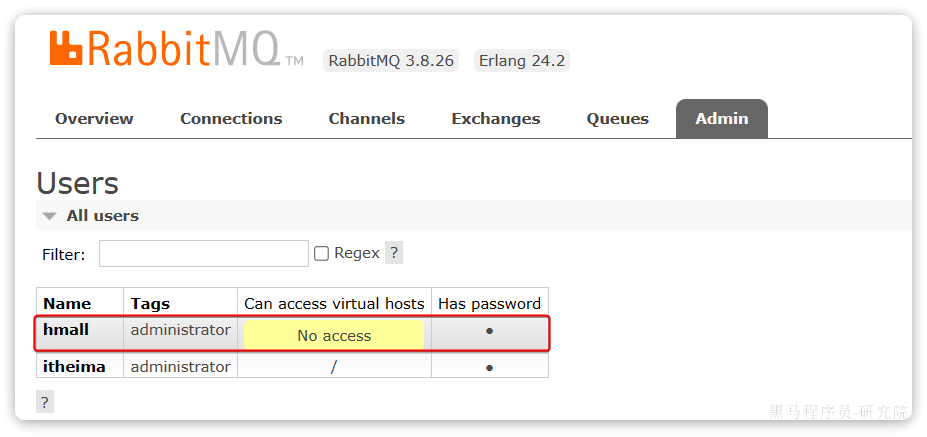 RabbitMQ TM RabbitMQ 3.8.26 Erlang 24.2
Overview Connections Channels Exchanges Queues Admin
Users
All users
Filter: Regex ?
Name Tags Can access virtual hosts Has password
hmall administrator No access ●
itheima administrator / ●
?
黑马程序员-研究院